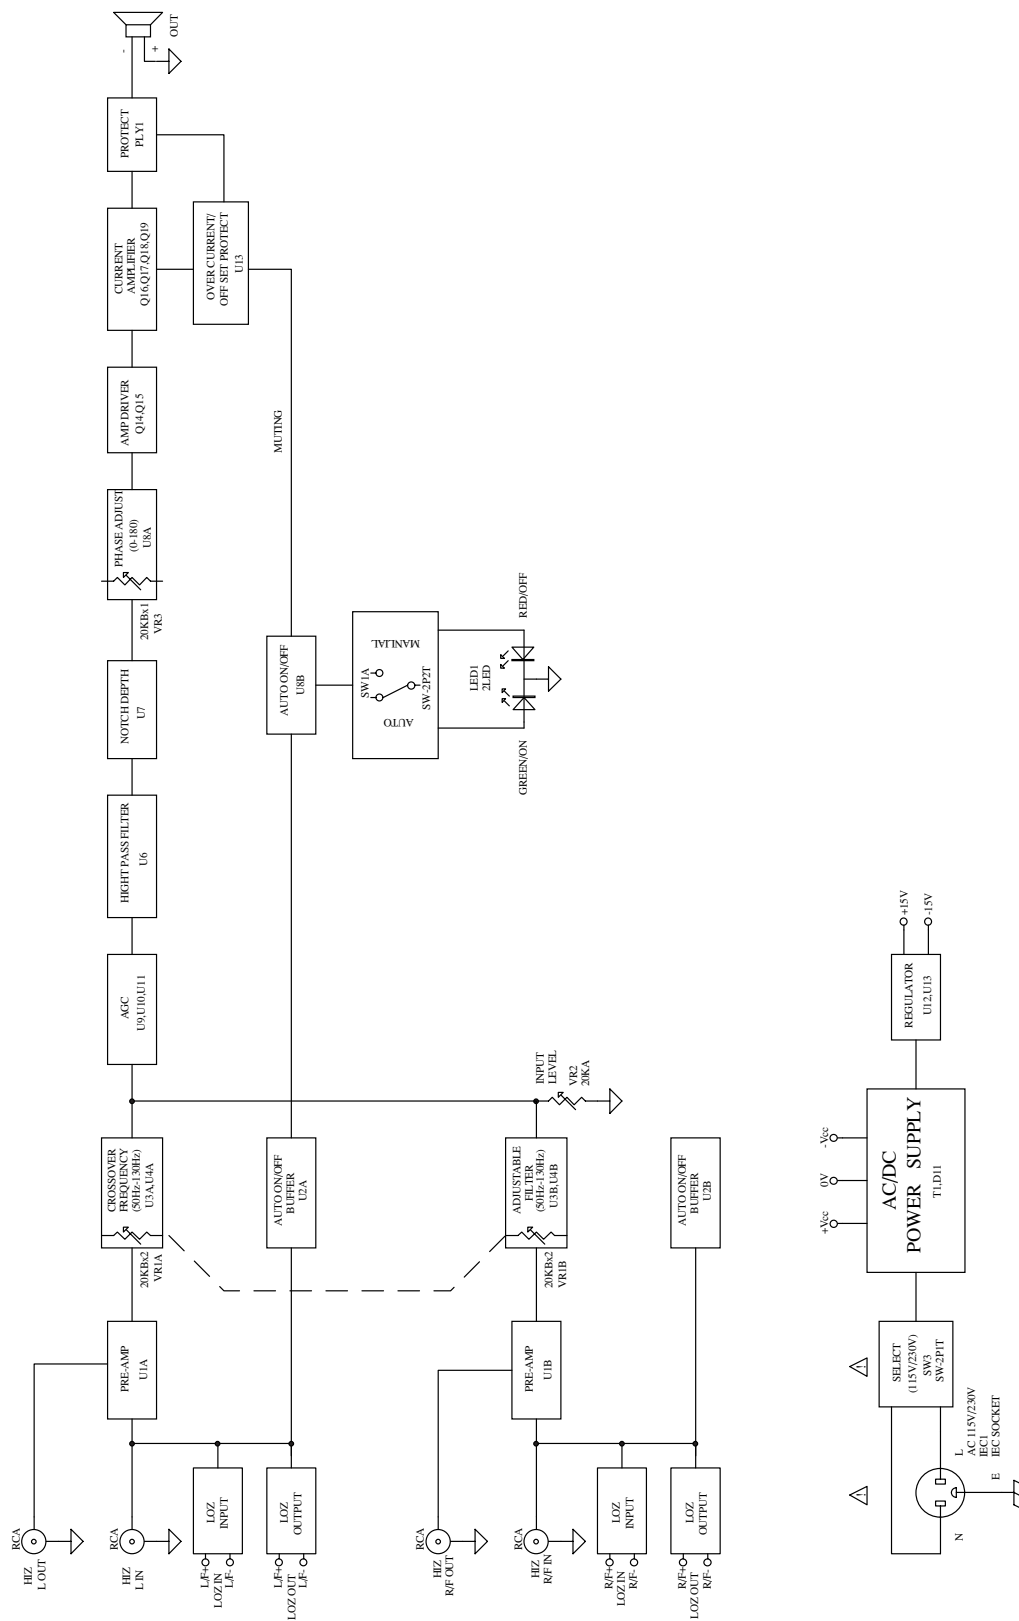 HIZ
L OUT
RCA
HIZ
L IN
RCA
PRE-AMP
U1A
20KBx2
VR1A
CROSSOVER
FREQUENCY
(50Hz-130Hz)
U3A,U4A
AGC
U9,U10,U11
HIGHT PASS FILTER
U6
NOTCH DEPTH
U7
20KBx1
VR3
PHASE ADJUST
(0-180)
U8A
AMP DRIVER
Q14,Q15
CURRENT
AMPLIFIER
Q16,Q17,Q18,Q19
PROTECT
PLY1
-
+
OUT
OVER CURRENT/
OFF SET PROTECT
U13
L/F+
LOZ IN
L/F-
LOZ
INPUT
L/F+
LOZ OUT
L/F-
LOZ
OUTPUT
AUTO ON/OFF
BUFFER
U2A
AUTO ON/OFF
U8B
MUTING
AUTO
SW1A
SW-2P2T
MANLIAL
GREEN/ON
LED1
2LED
RED/OFF
HIZ
R/F OUT
RCA
HIZ
R/F IN
RCA
PRE-AMP
U1B
20KBx2
VR1B
ADJUSTABLE
FILTER
(50Hz-130Hz)
U3B,U4B
INPUT
LEVEL
VR2
20KA
R/F+
LOZ IN
R/F-
LOZ
INPUT
R/F+
LOZ OUT
R/F-
LOZ
OUTPUT
AUTO ON/OFF
BUFFER
U2B
!
!
N
L
AC 115V/230V
IEC1
IEC SOCKET
E
SELECT
(115V/230V)
SW3
SW-2P1T
+Vcc
0V
-Vcc
AC/DC
POWER SUPPLY
T1,D11
REGULATOR
U12,U13
+15V
-15V